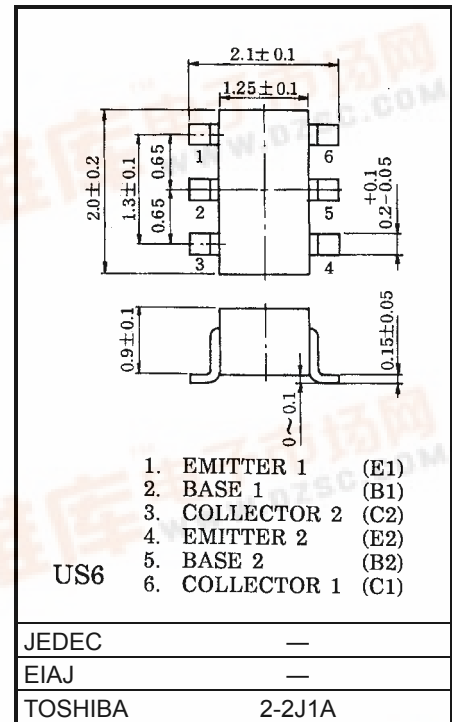 2.1±0.1
1.25±0.1
1
6
2
5
3
4
2.0±0.2
1.3±0.1
0.65
0.65
+0.1
0.2-0.05
0.9±0.1
0.15±0.05
0~0.1
1. EMITTER 1 (E1)
2. BASE 1 (B1)
3. COLLECTOR 2 (C2)
4. EMITTER 2 (E2)
5. BASE 2 (B2)
6. COLLECTOR 1 (C1)
US6
JEDEC —
EIAJ —
TOSHIBA 2-2J1A
WWW.DZSC.COM